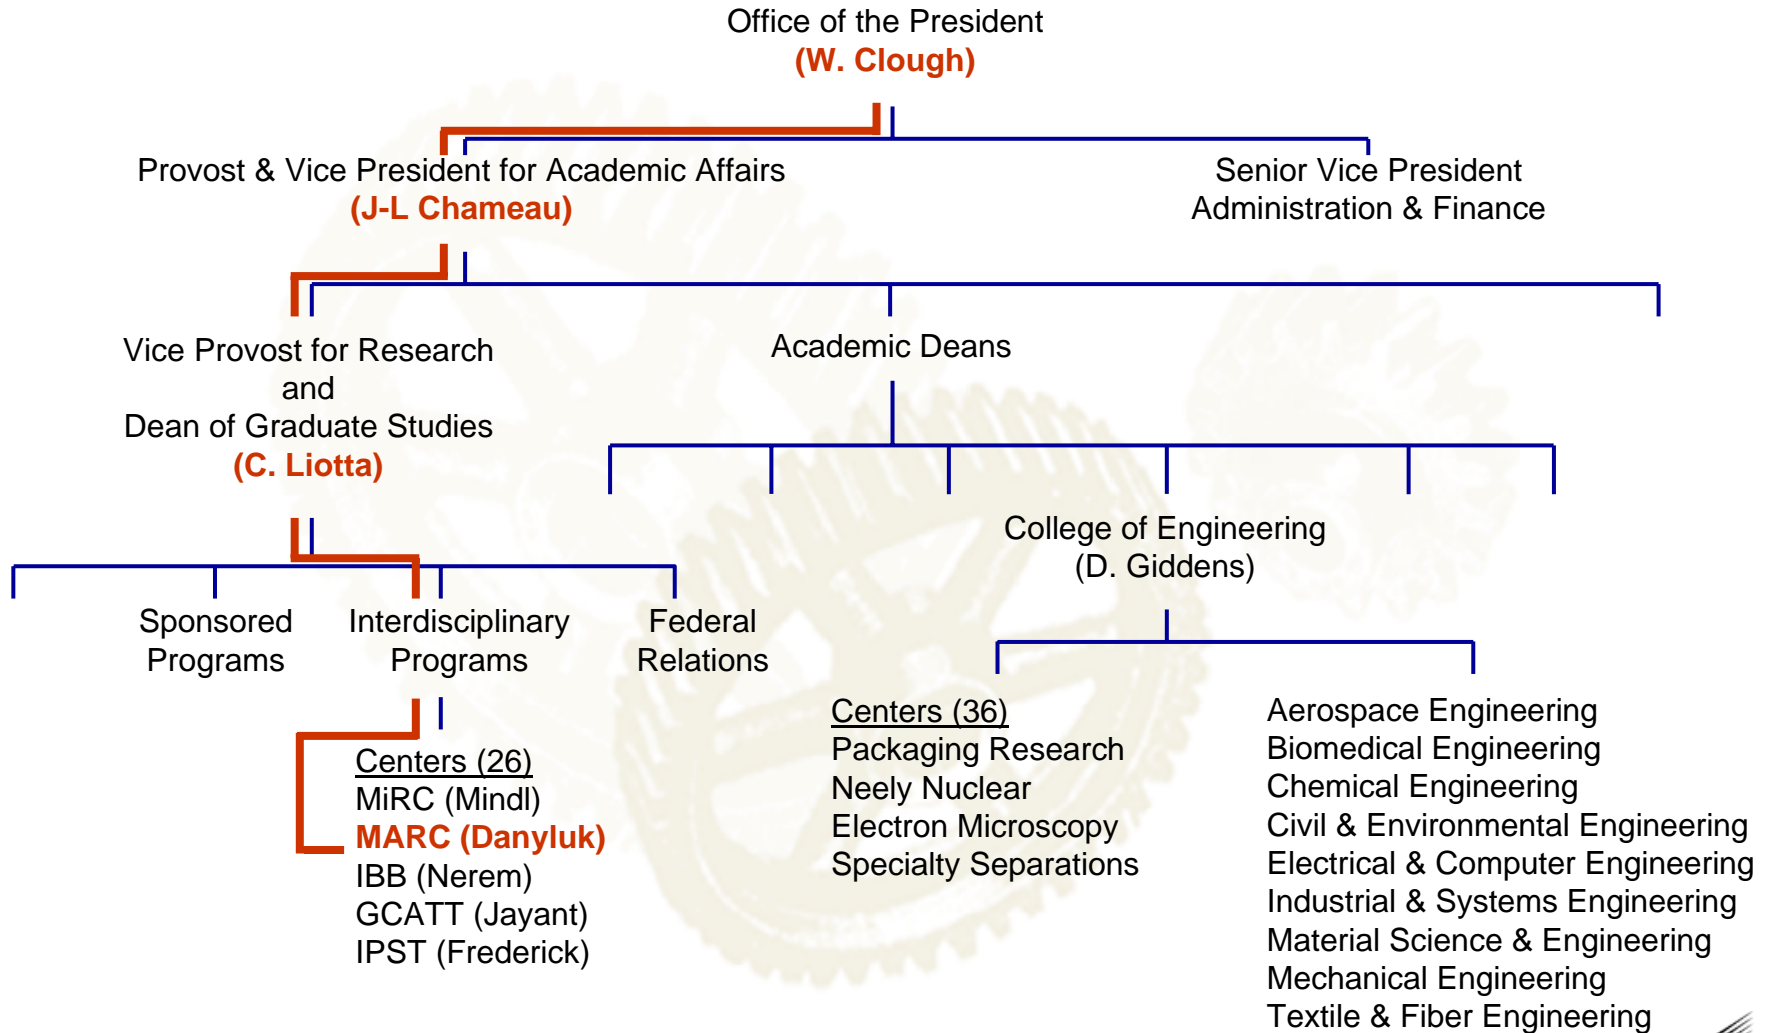 Office of the President
(W. Clough)
Provost & Vice President for Academic Affairs
(J-L Chameau)
Senior Vice President
Administration & Finance
Vice Provost for Research
and
Dean of Graduate Studies
(C. Liotta)
Academic Deans
College of Engineering
(D. Giddens)
Sponsored
Programs
Interdisciplinary
Programs
Federal
Relations
Centers (26)
MiRC (Mindl)
MARC (Danyluk)
IBB (Nerem)
GCATT (Jayant)
IPST (Frederick)
Centers (36)
Packaging Research
Neely Nuclear
Electron Microscopy
Specialty Separations
Aerospace Engineering
Biomedical Engineering
Chemical Engineering
Civil & Environmental Engineering
Electrical & Computer Engineering
Industrial & Systems Engineering
Material Science & Engineering
Mechanical Engineering
Textile & Fiber Engineering